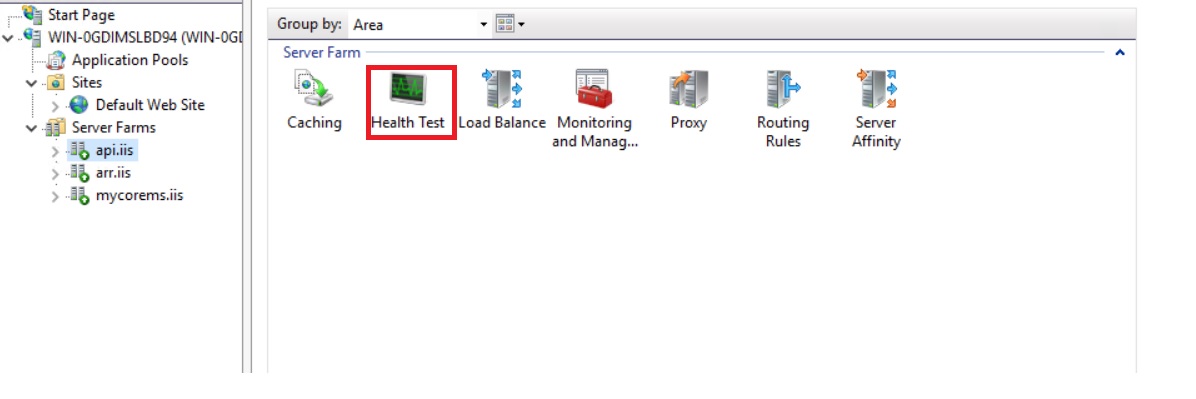 Start Page
WIN-0GDIMSLBD94 (WIN-0GI
Application Pools
Sites
Default Web Site
Server Farms
api.iis
arr.iis
mycorems.iis
Group by: Area
Server Farm
Caching
Health Test
Load Balance
Monitoring
and Manag...
Proxy
Routing
Rules
Server
Affinity